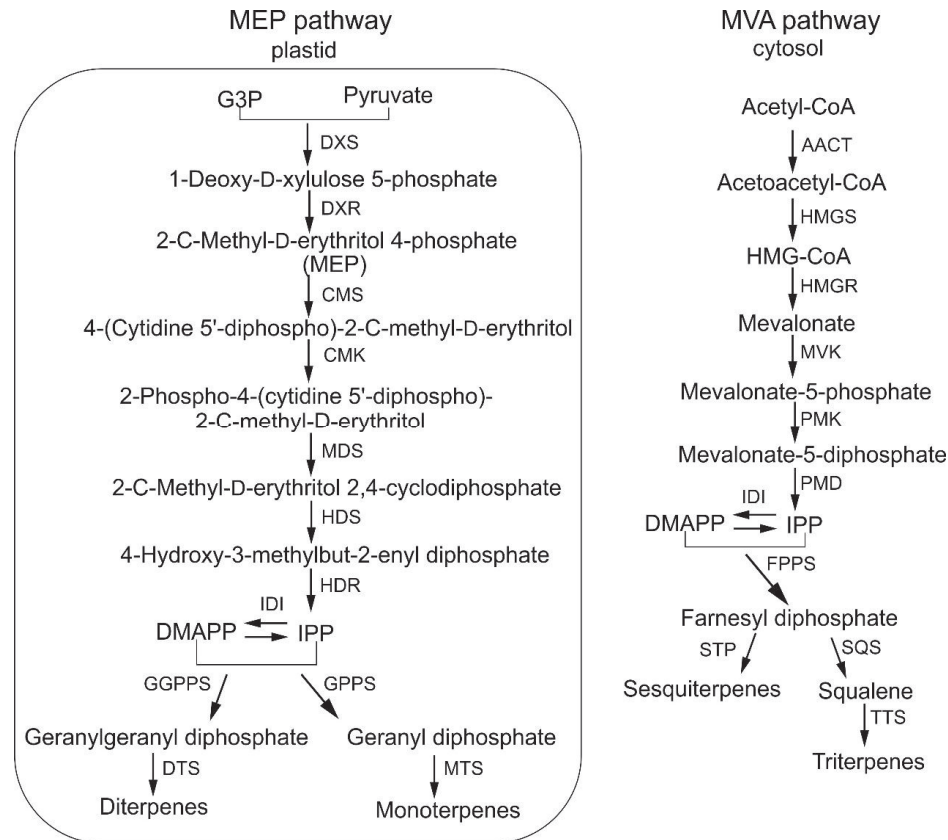 MEP pathway
plastid
G3P
Pyruvate
DXS
1-Deoxy-D-xylulose 5-phosphate
DXR
2-C-Methyl-D-erythritol 4-phosphate
(MEP)
CMS
4-(Cytidine 5'-diphospho)-2-C-methyl-D-erythritol
CMK
2-Phospho-4-(cytidine 5'-diphospho)-
2-C-methyl-D-erythritol
MDS
2-C-Methyl-D-erythritol 2,4-cyclodiphosphate
HDS
4-Hydroxy-3-methylbut-2-enyl diphosphate
HDR
IDI
DMAPP
IPP
GGPPS
GPPS
Geranylgeranyl diphosphate
Geranyl diphosphate
DTS
MTS
Diterpenes
Monoterpenes
MVA pathway
cytosol
Acetyl-CoA
AACT
Acetoacetyl-CoA
HMGS
HMG-CoA
HMGR
Mevalonate
MVK
Mevalonate-5-phosphate
PMK
Mevalonate-5-diphosphate
PMD
IDI
DMAPP
IPP
FPPS
Farnesyl diphosphate
STP
SQS
Sesquiterpenes
Squalene
TTS
Triterpenes